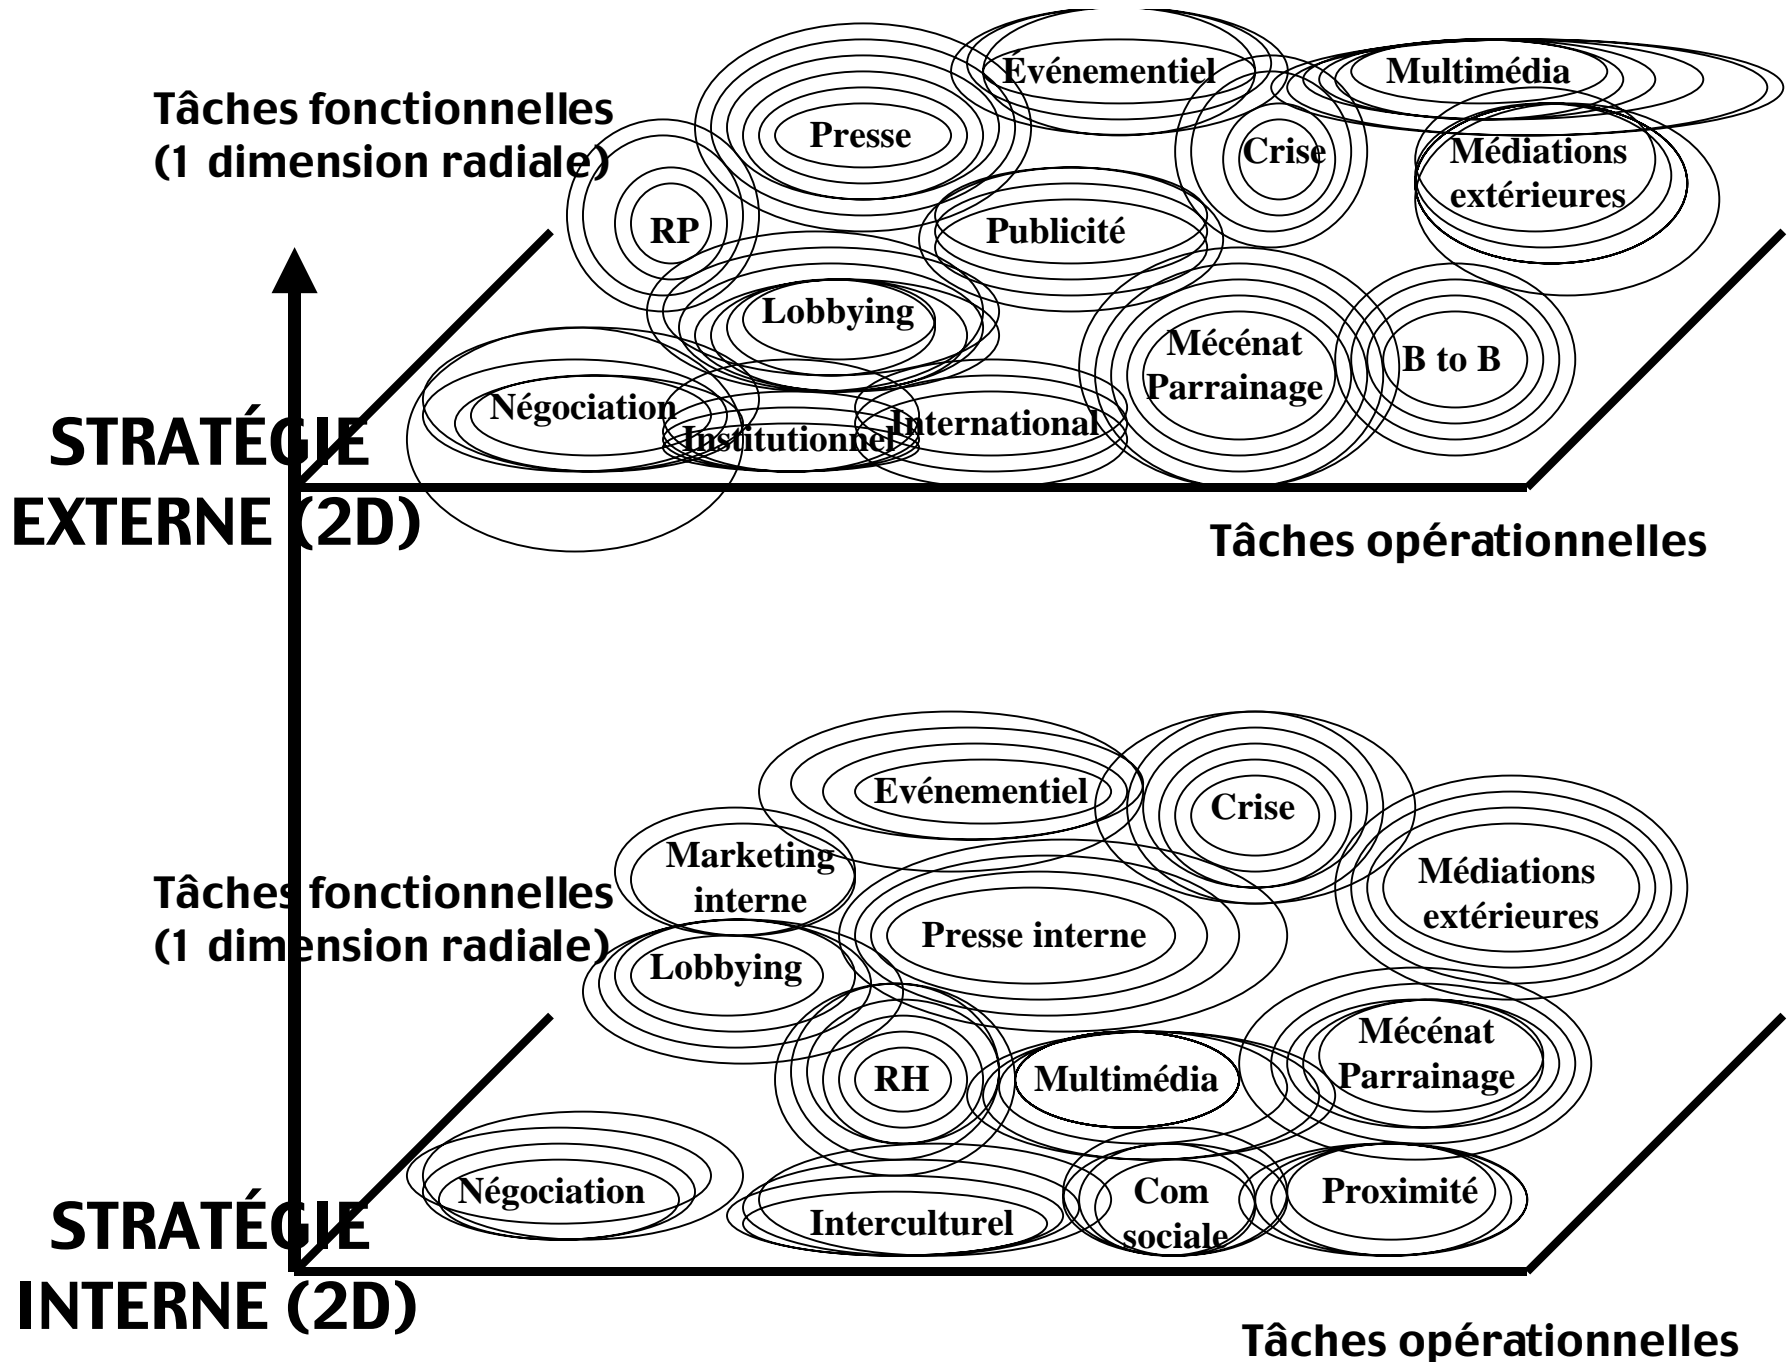 Événementiel
Multimédia
Tâches fonctionnelles
(1 dimension radiale)
Presse
Crise
Médiations
extérieures
RP
Publicité
Lobbying
Mécénat
Parrainage
B to B
Négociation
Institutionnel
International
STRATÉGIE
EXTERNE (2D)
Tâches opérationnelles
Evénementiel
Crise
Marketing
interne
Médiations
extérieures
Tâches fonctionnelles
(1 dimension radiale)
Presse interne
Lobbying
Mécénat
Parrainage
RH
Multimédia
Négociation
Interculturel
Com
sociale
Proximité
STRATÉGIE
INTERNE (2D)
Tâches opérationnelles